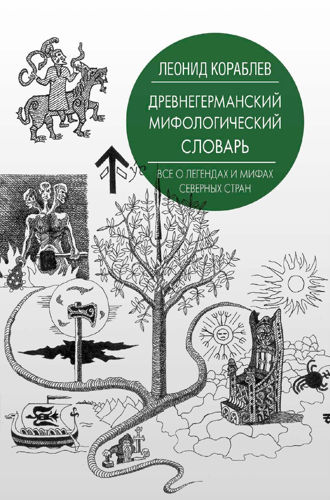 ЛЕОНИД КОРАБЛЕВ
ДРЕВНЕГЕРМАНСКИЙ
МИФОЛОГИЧЕСКИЙ
СЛОВАРЬ
ВСЕ О ЛЕГЕНДАХ И МИФАХ
СЕВЕРНЫХ СТРАН